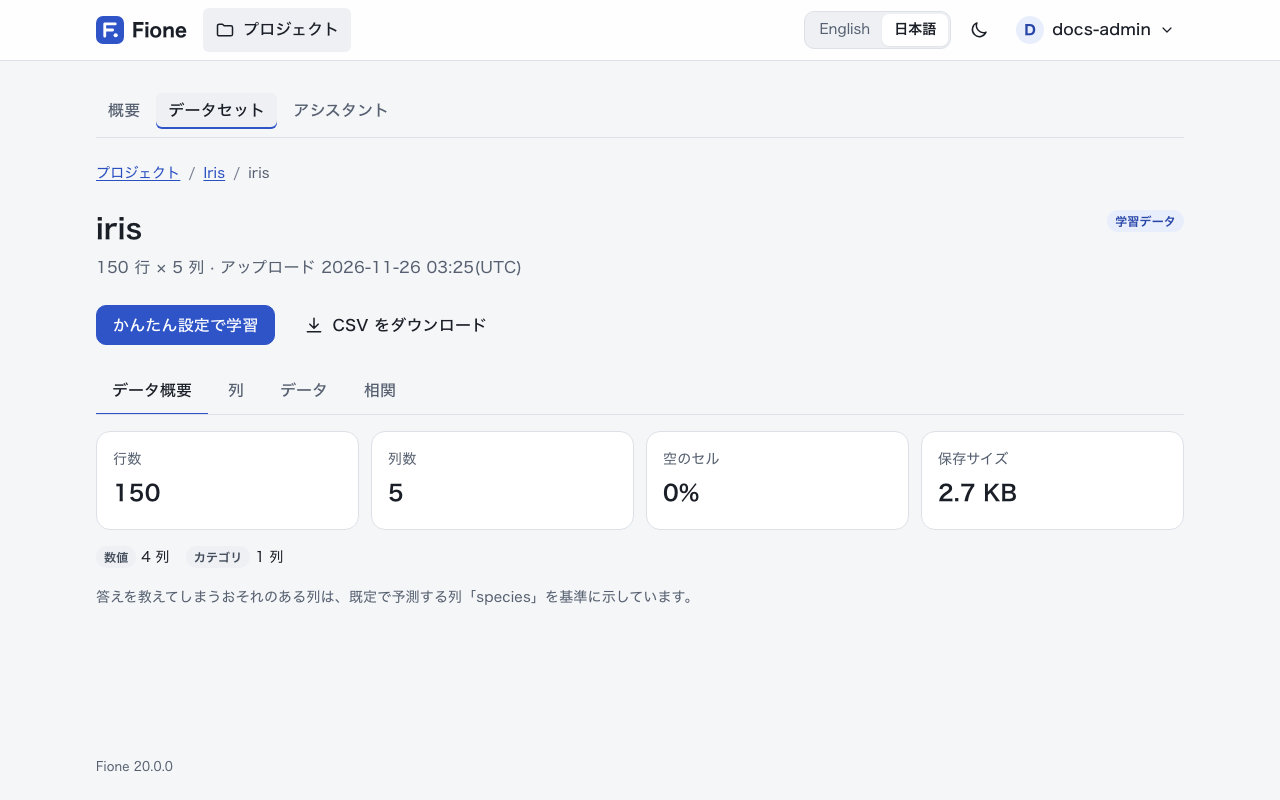 F. Fione プロジェクト English 日本語 D docs-admin
概要 データセット アシスタント
プロジェクト / Iris / iris
iris 学習データ
150 行 × 5 列 · アップロード 2026-11-26 03:25(UTC)
かんたん設定で学習 CSV をダウンロード
データ概要 列 データ 相関
行数 列数 空のセル 保存サイズ
150 5 0% 2.7 KB
数値 4 列 カテゴリ 1 列
答えを教えてしまうおそれのある列は、既定で予測する列「species」を基準に示しています。
Fione 20.0.0